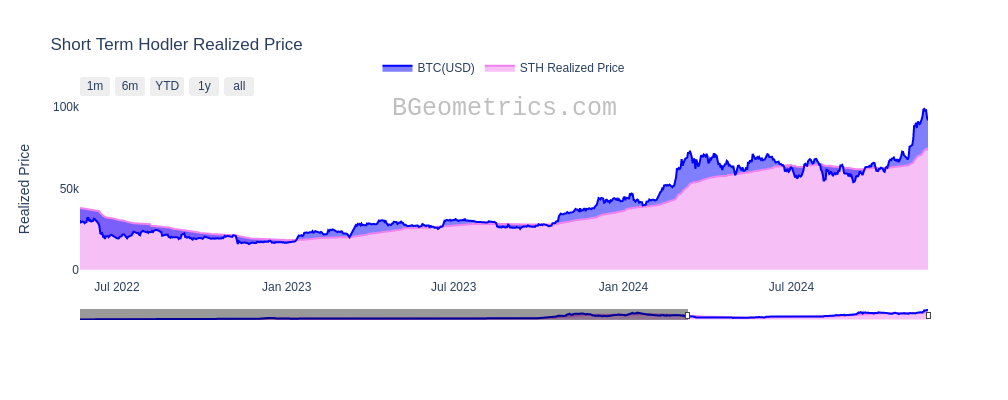 Short Term Hodler Realized Price
BTC(USD) STH Realized Price
1m 6m YTD 1y all
BGeometrics.com
Realized Price
100k
50k
0
Jul 2022 Jan 2023 Jul 2023 Jan 2024 Jul 2024